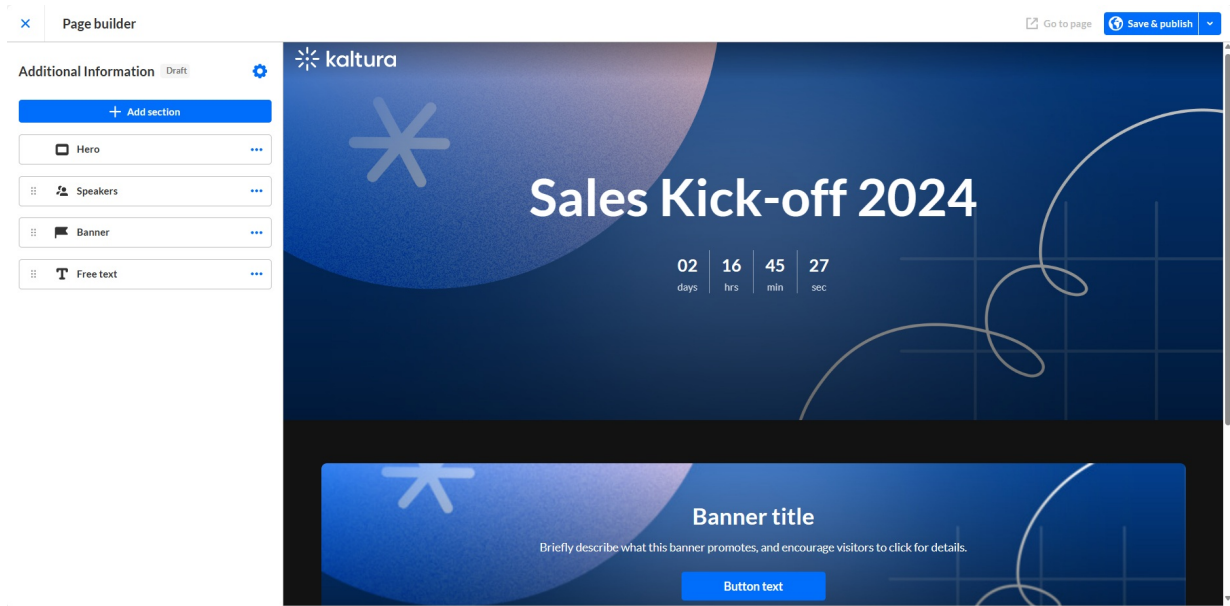 Page builder
Go to page
Save & publish
Additional Information Draft
Add section
Hero
Speakers
Banner
Free text
kaltura
Sales Kick-off 2024
02 16 45 27
days hrs min sec
Banner title
Briefly describe what this banner promotes, and encourage visitors to click for details.
Button text